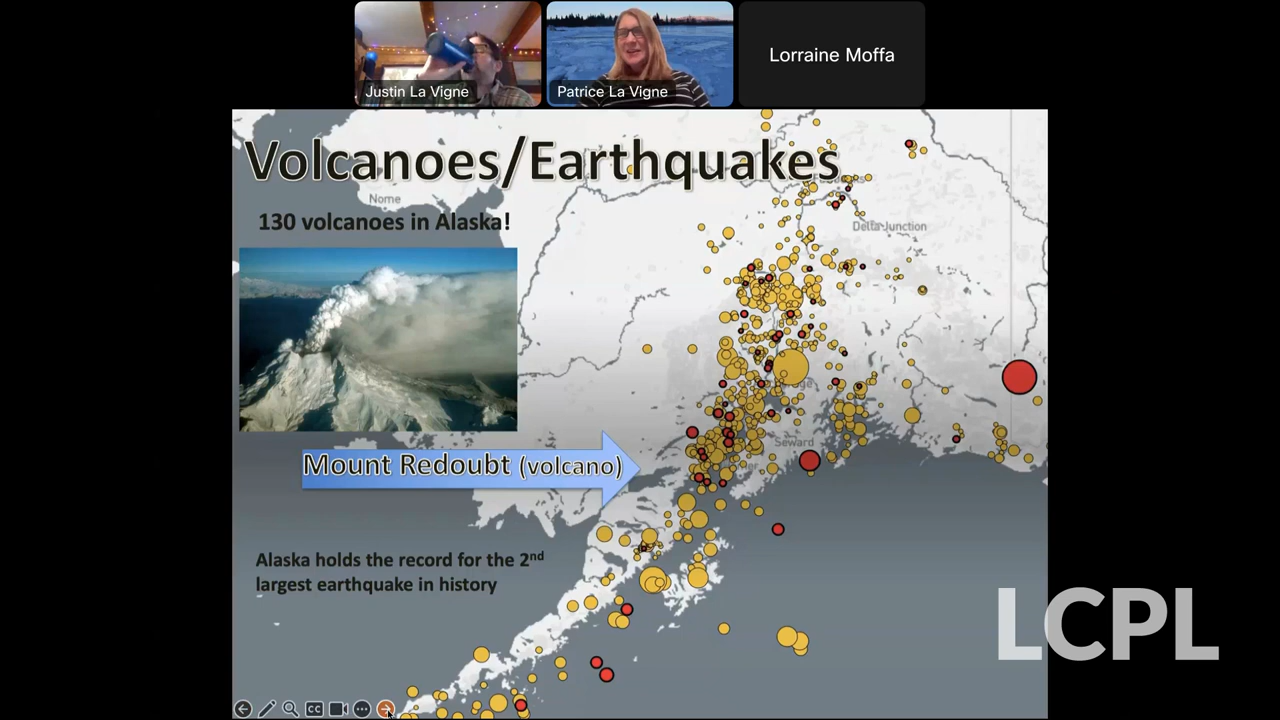 Justin La Vigne
Patrice La Vigne
Lorraine Moffa
Volcanoes/Earthquakes
Nome
130 volcanoes in Alaska!
Delta Junction
Seward
Mount Redoubt (volcano)
Alaska holds the record for the 2nd
largest earthquake in history
LCPL
CC